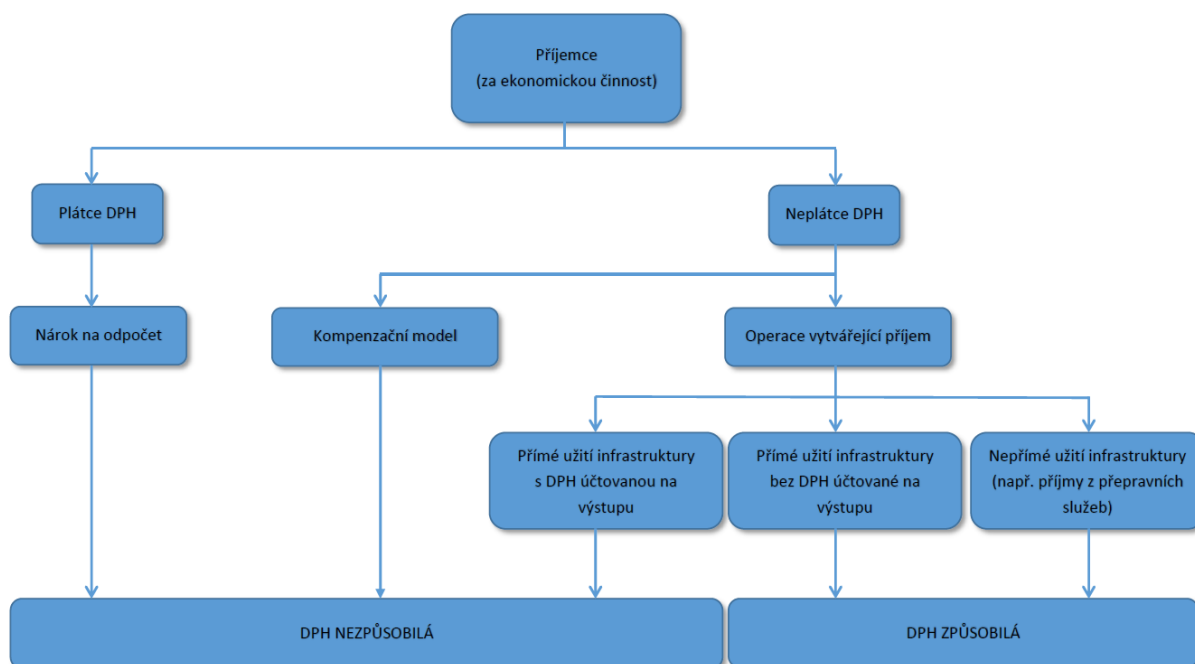 Příjemce
(za ekonomickou činnost)
Plátce DPH
Neplátce DPH
Nárok na odpočet
Kompenzační model
Operace vytvářející příjem
Přímé užití infrastruktury
s DPH účtovanou na
výstupu
Přímé užití infrastruktury
bez DPH účtované na
výstupu
Nepřímé užití infrastruktury
(např. příjmy z přepravních
služeb)
DPH NEZPŮSOBILÁ
DPH ZPŮSOBILÁ